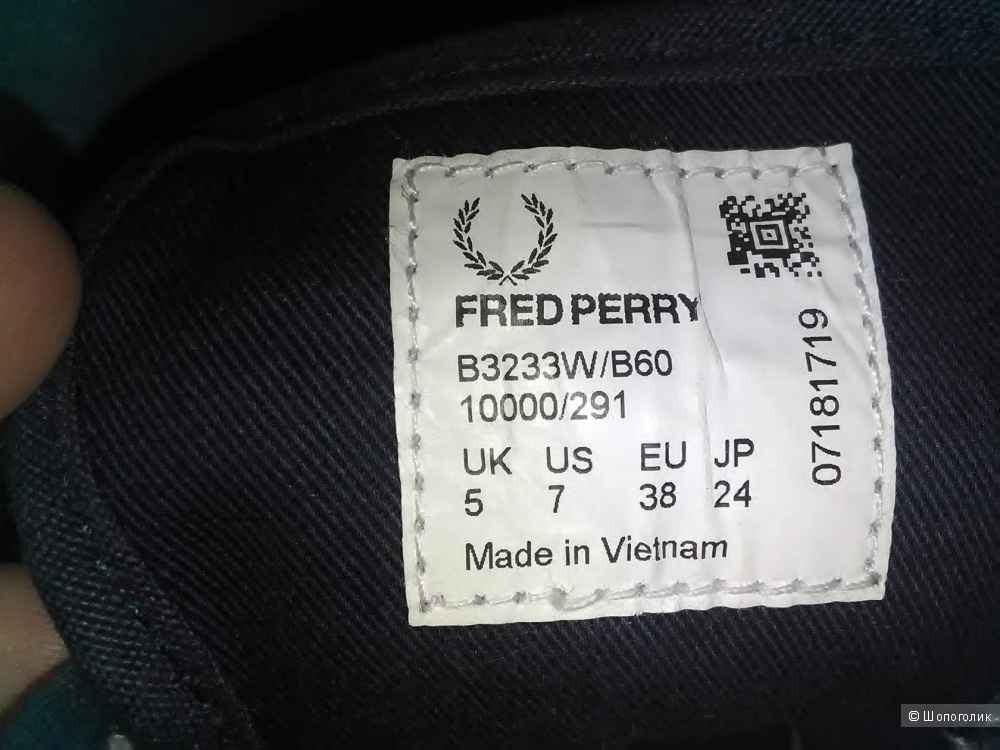 FRED PERRY
B3233W/B60
10000/291
UK US EU JP
5 7 38 24
Made in Vietnam
07181719
© Шопоголик